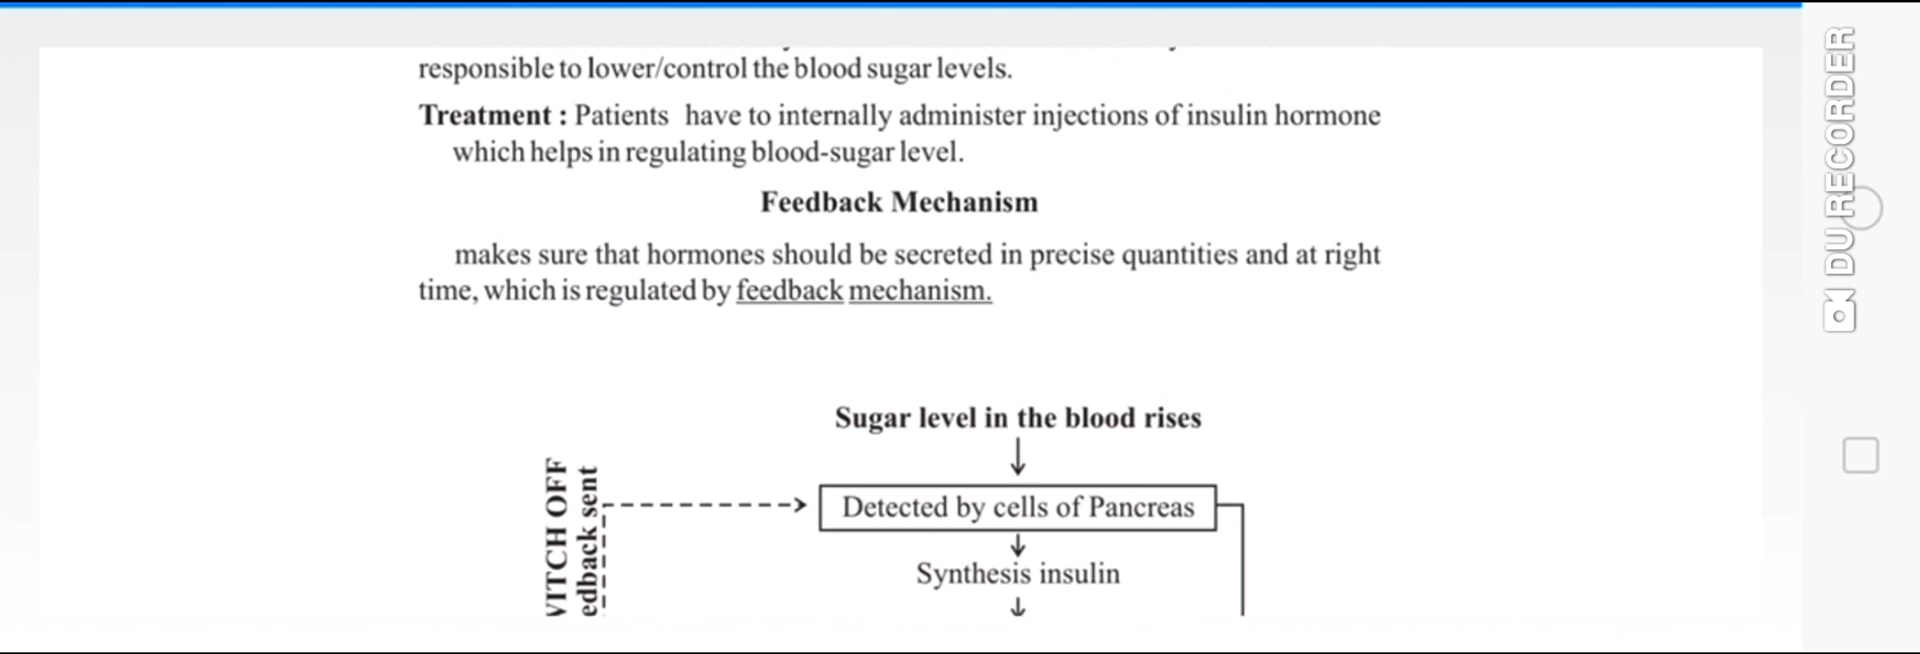 responsible to lower/control the blood sugar levels.
Treatment : Patients have to internally administer injections of insulin hormone
which helps in regulating blood-sugar level.
Feedback Mechanism
makes sure that hormones should be secreted in precise quantities and at right
time, which is regulated by feedback mechanism.
Sugar level in the blood rises
Detected by cells of Pancreas
Synthesis insulin
VITCH OFF
edback sent
DU RECORDER